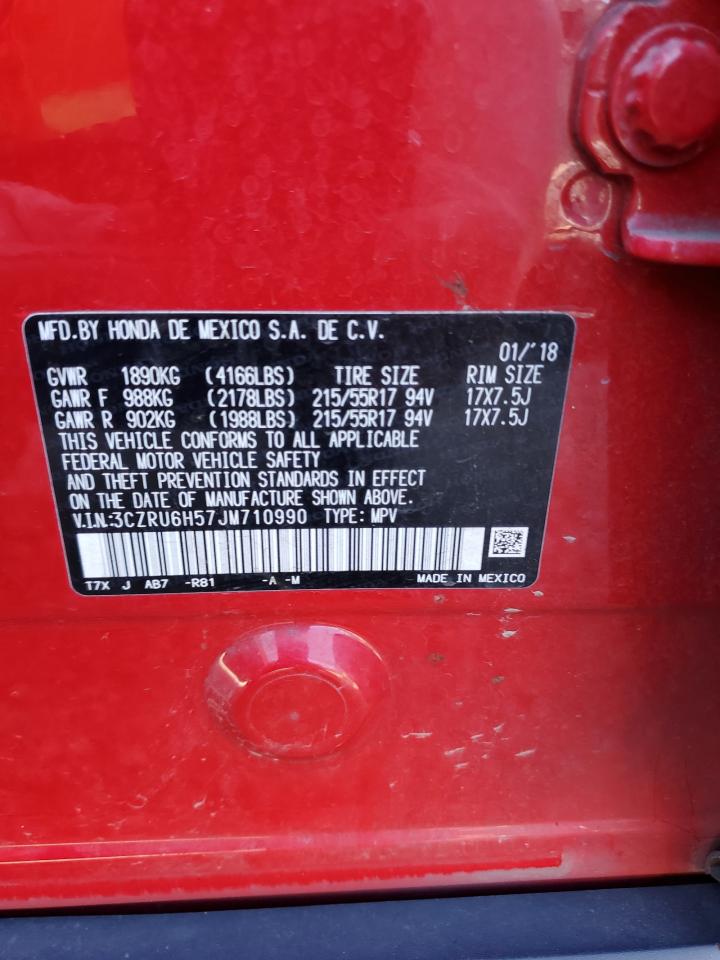 MFD.BY HONDA DE MEXICO S.A. DE C.V.
01/'18
GVWR 1890KG (4166LBS) TIRE SIZE RIM SIZE
GAWR F 988KG (2178LBS) 215/55R17 94V 17X7.5J
GAWR R 902KG (1988LBS) 215/55R17 94V 17X7.5J
THIS VEHICLE CONFORMS TO ALL APPLICABLE
FEDERAL MOTOR VEHICLE SAFETY
AND THEFT PREVENTION STANDARDS IN EFFECT
ON THE DATE OF MANUFACTURE SHOWN ABOVE.
V.I.N.:3CZRU6H57JM710990 TYPE: MPV
T7X J AB7 -R81 -A -M MADE IN MEXICO